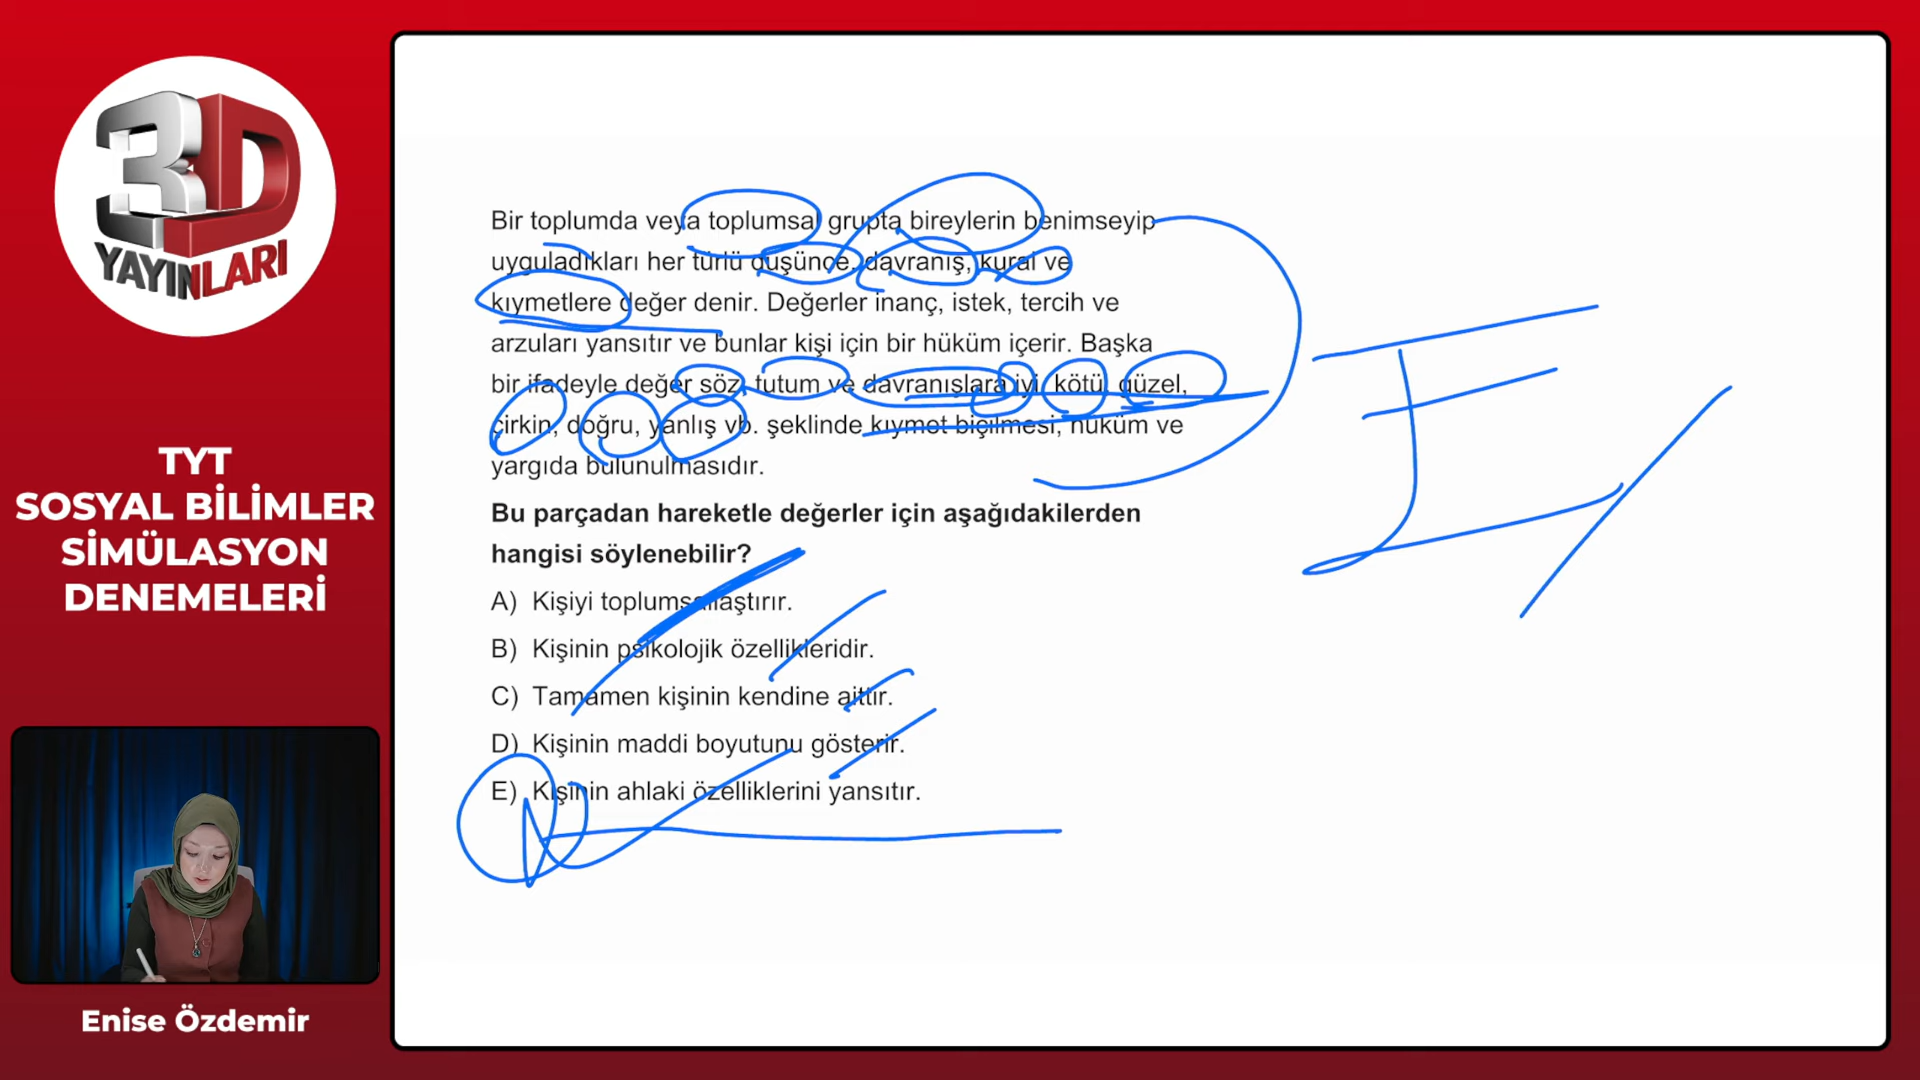 3D
YAYINLARI
TYT
SOSYAL BİLİMLER
SİMÜLASYON
DENEMELERİ
Enise Özdemir
Bir toplumda veya toplumsal grupta bireylerin benimseyip
uyguladıkları her türlü düşünce, davranış, kural ve
kıymetlere değer denir. Değerler inanç, istek, tercih ve
arzuları yansıtır ve bunlar kişi için bir hüküm içerir. Başka
bir ifadeyle değer söz, tutum ve davranışlara iyi, kötü, güzel,
çirkin, doğru, yanlış vb. şeklinde kıymet biçilmesi, hüküm ve
yargıda bulunulmasıdır.
Bu parçadan hareketle değerler için aşağıdakilerden
hangisi söylenebilir?
A) Kişiyi toplumsallaştırır.
B) Kişinin psikolojik özellikleridir.
C) Tamamen kişinin kendine aittir.
D) Kişinin maddi boyutunu gösterir.
E) Kişinin ahlaki özelliklerini yansıtır.
E